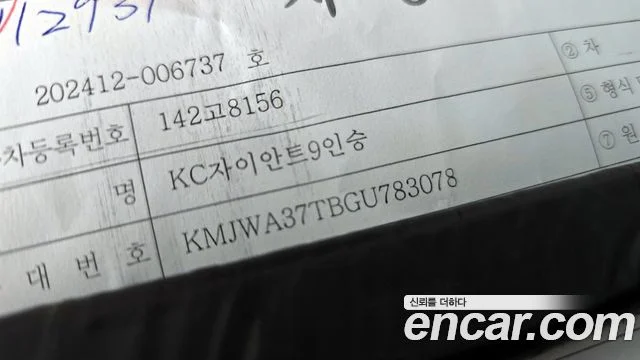 12931
202412-006737 호
차등록번호 142고8156 ② 차
명 KC자이안트9인승 ⑤ 형식
대 번 호 KMJWA37TBGU783078 ⑦ 원
신뢰를 더하다
encar.com